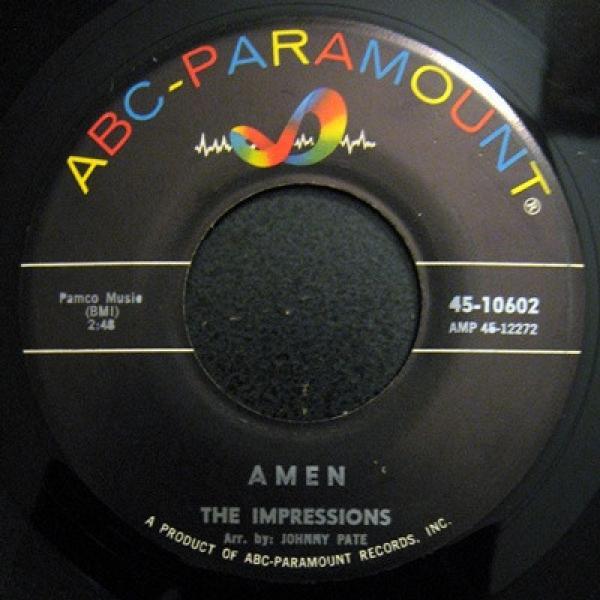 ABC-PARAMOUNT®
Pamco Music
(BMI)
2:48
45-10602
AMP 45-12272
AMEN
THE IMPRESSIONS
Arr. by: JOHNNY PATE
A PRODUCT OF ABC-PARAMOUNT RECORDS, INC.